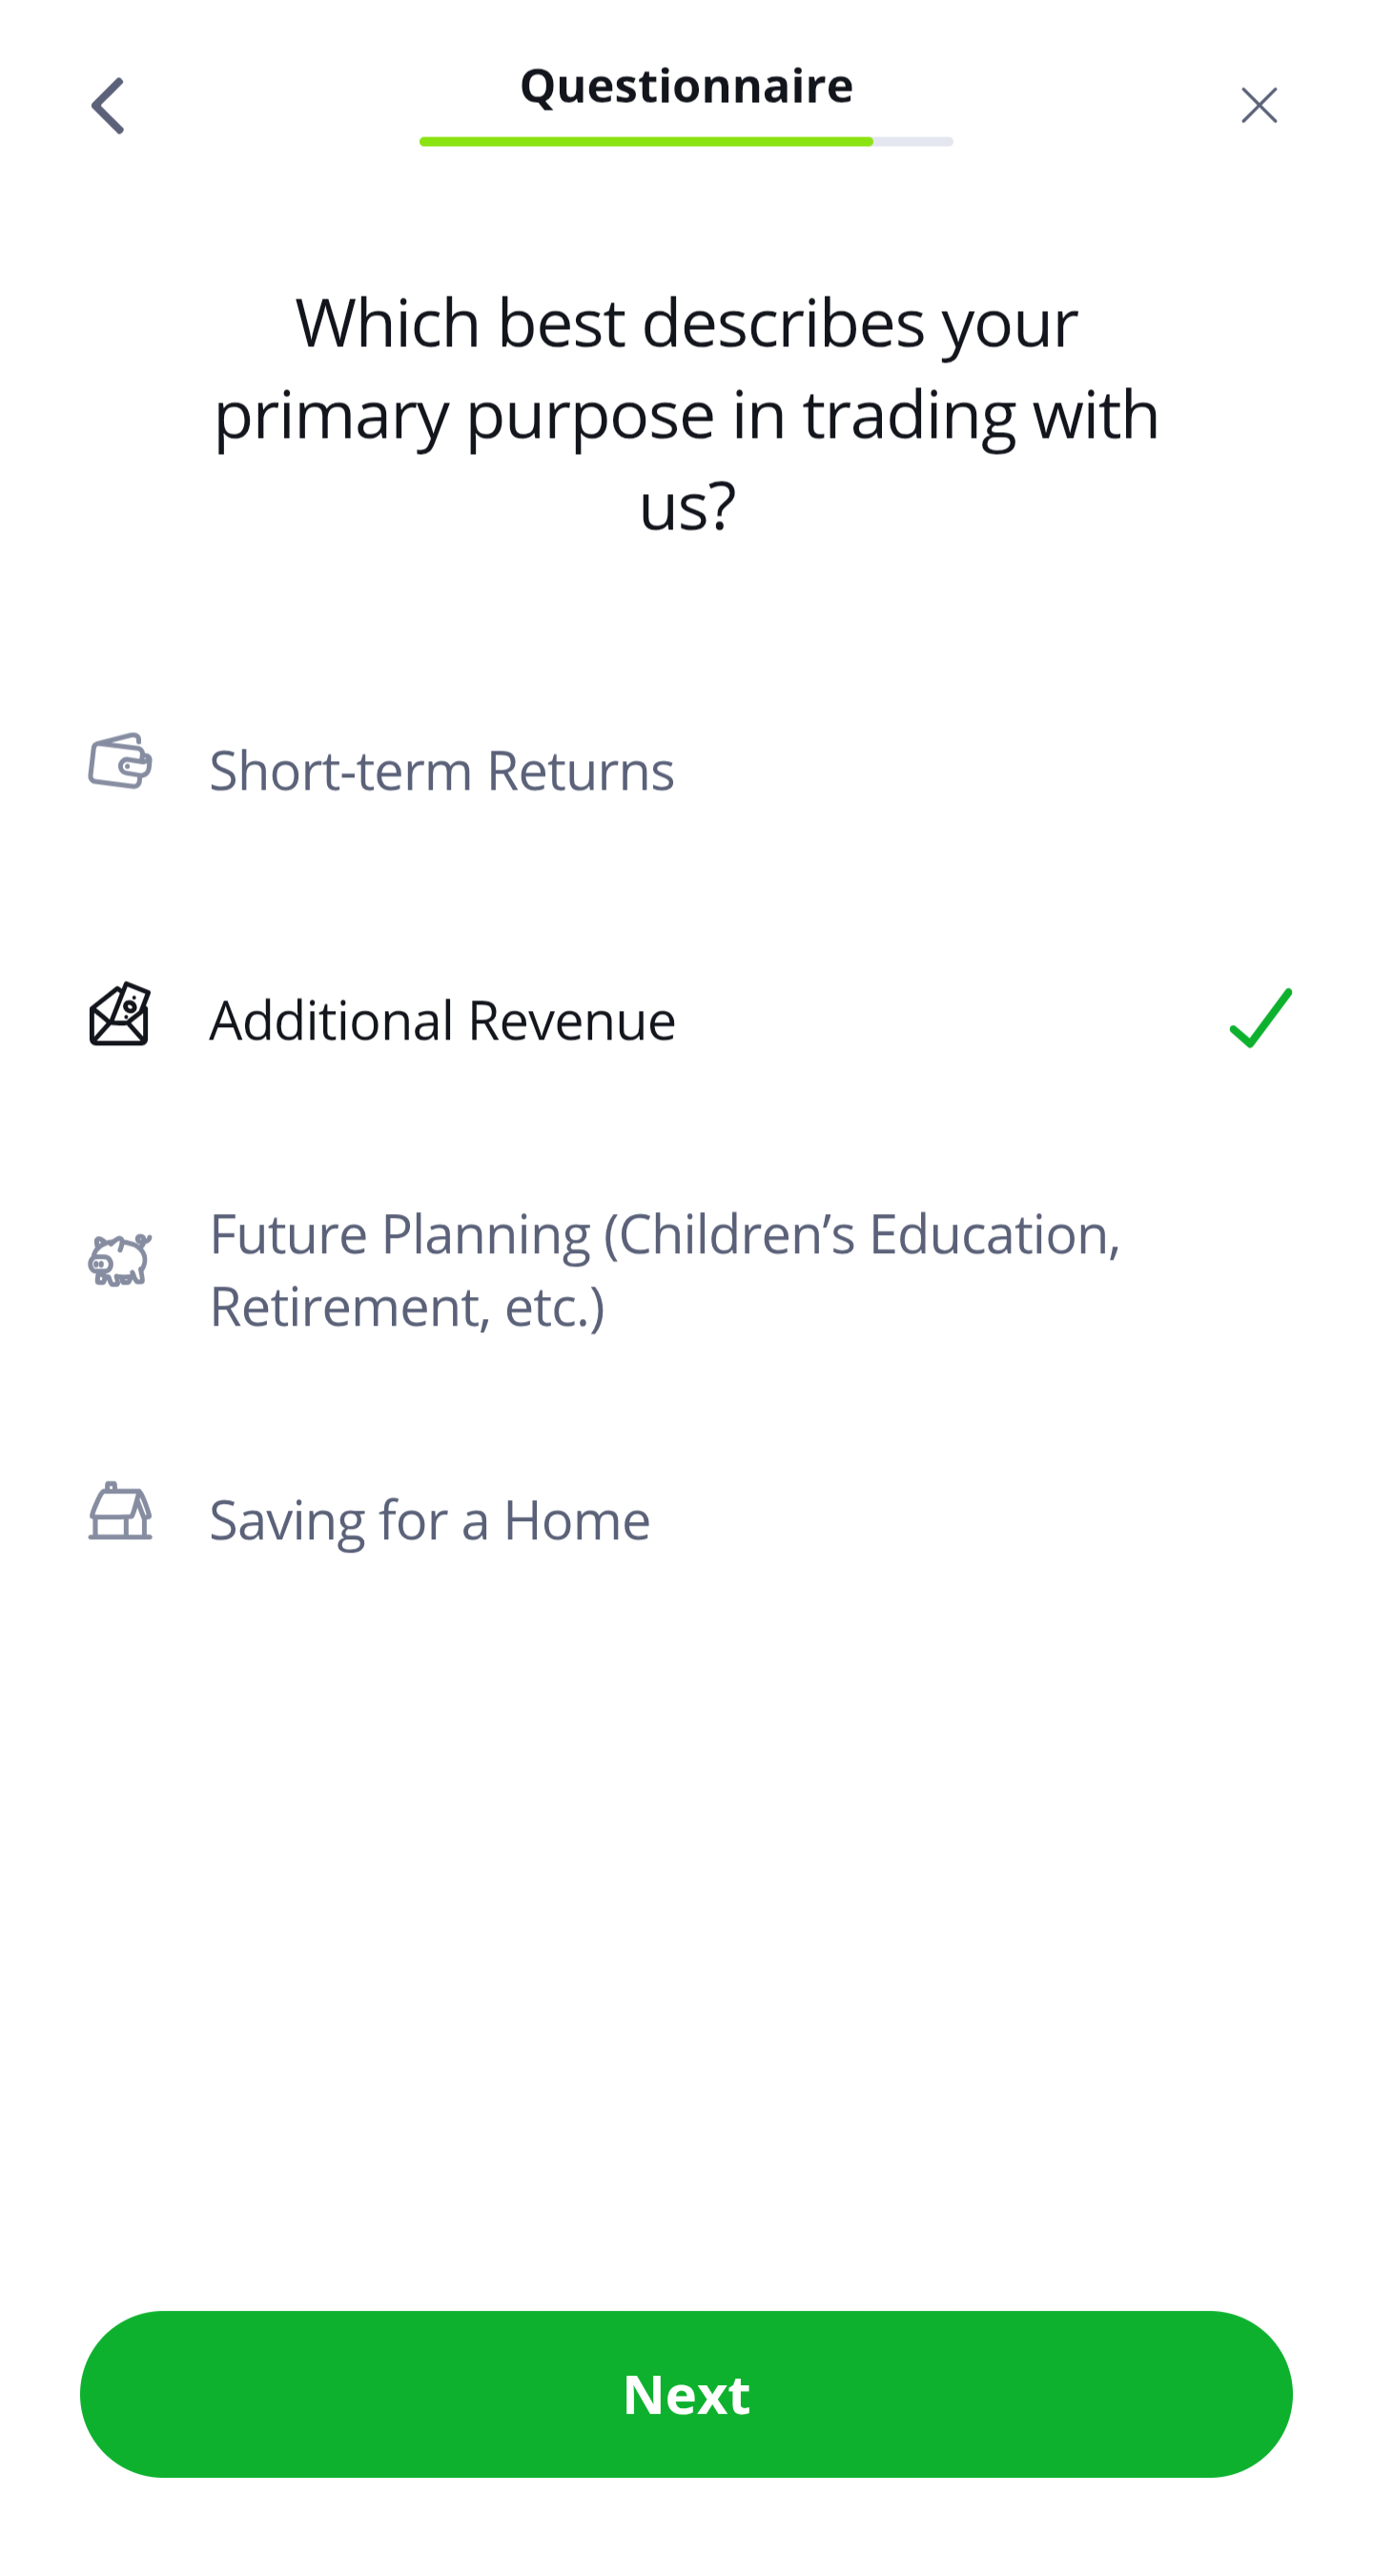 Questionnaire
Which best describes your
primary purpose in trading with
us?
Short-term Returns
Additional Revenue
Future Planning (Children’s Education,
Retirement, etc.)
Saving for a Home
Next